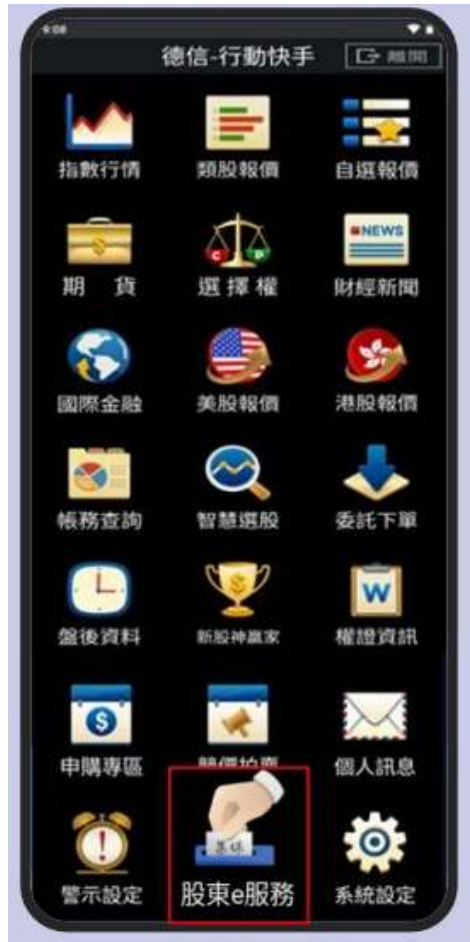 4:08
德信-行動快手 離開
指數行情 類股報價 自選報價
C P NEWS
期 貨 選擇權 財經新聞
國際金融 美股報價 港股報價
帳務查詢 智慧選股 委託下單
W
盤後資料 新股神贏家 權證資訊
申購專區 競價拍賣 個人訊息
警示設定 股東e服務 系統設定